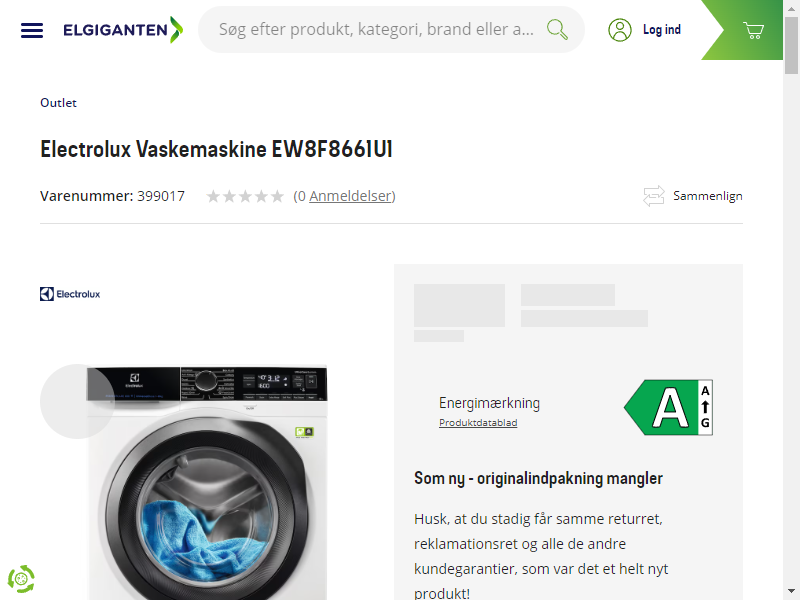 ELGIGANTEN
Søg efter produkt, kategori, brand eller a...
Log ind
Outlet
Electrolux Vaskemaskine EW8F8661U1
Varenummer: 399017
(0 Anmeldelser)
Sammenlign
Electrolux
Energimærkning
Produktdatablad
A
A
G
Som ny - originalindpakning mangler
Husk, at du stadig får samme returret,
reklamationsret og alle de andre
kundegarantier, som var det et helt nyt
produkt!